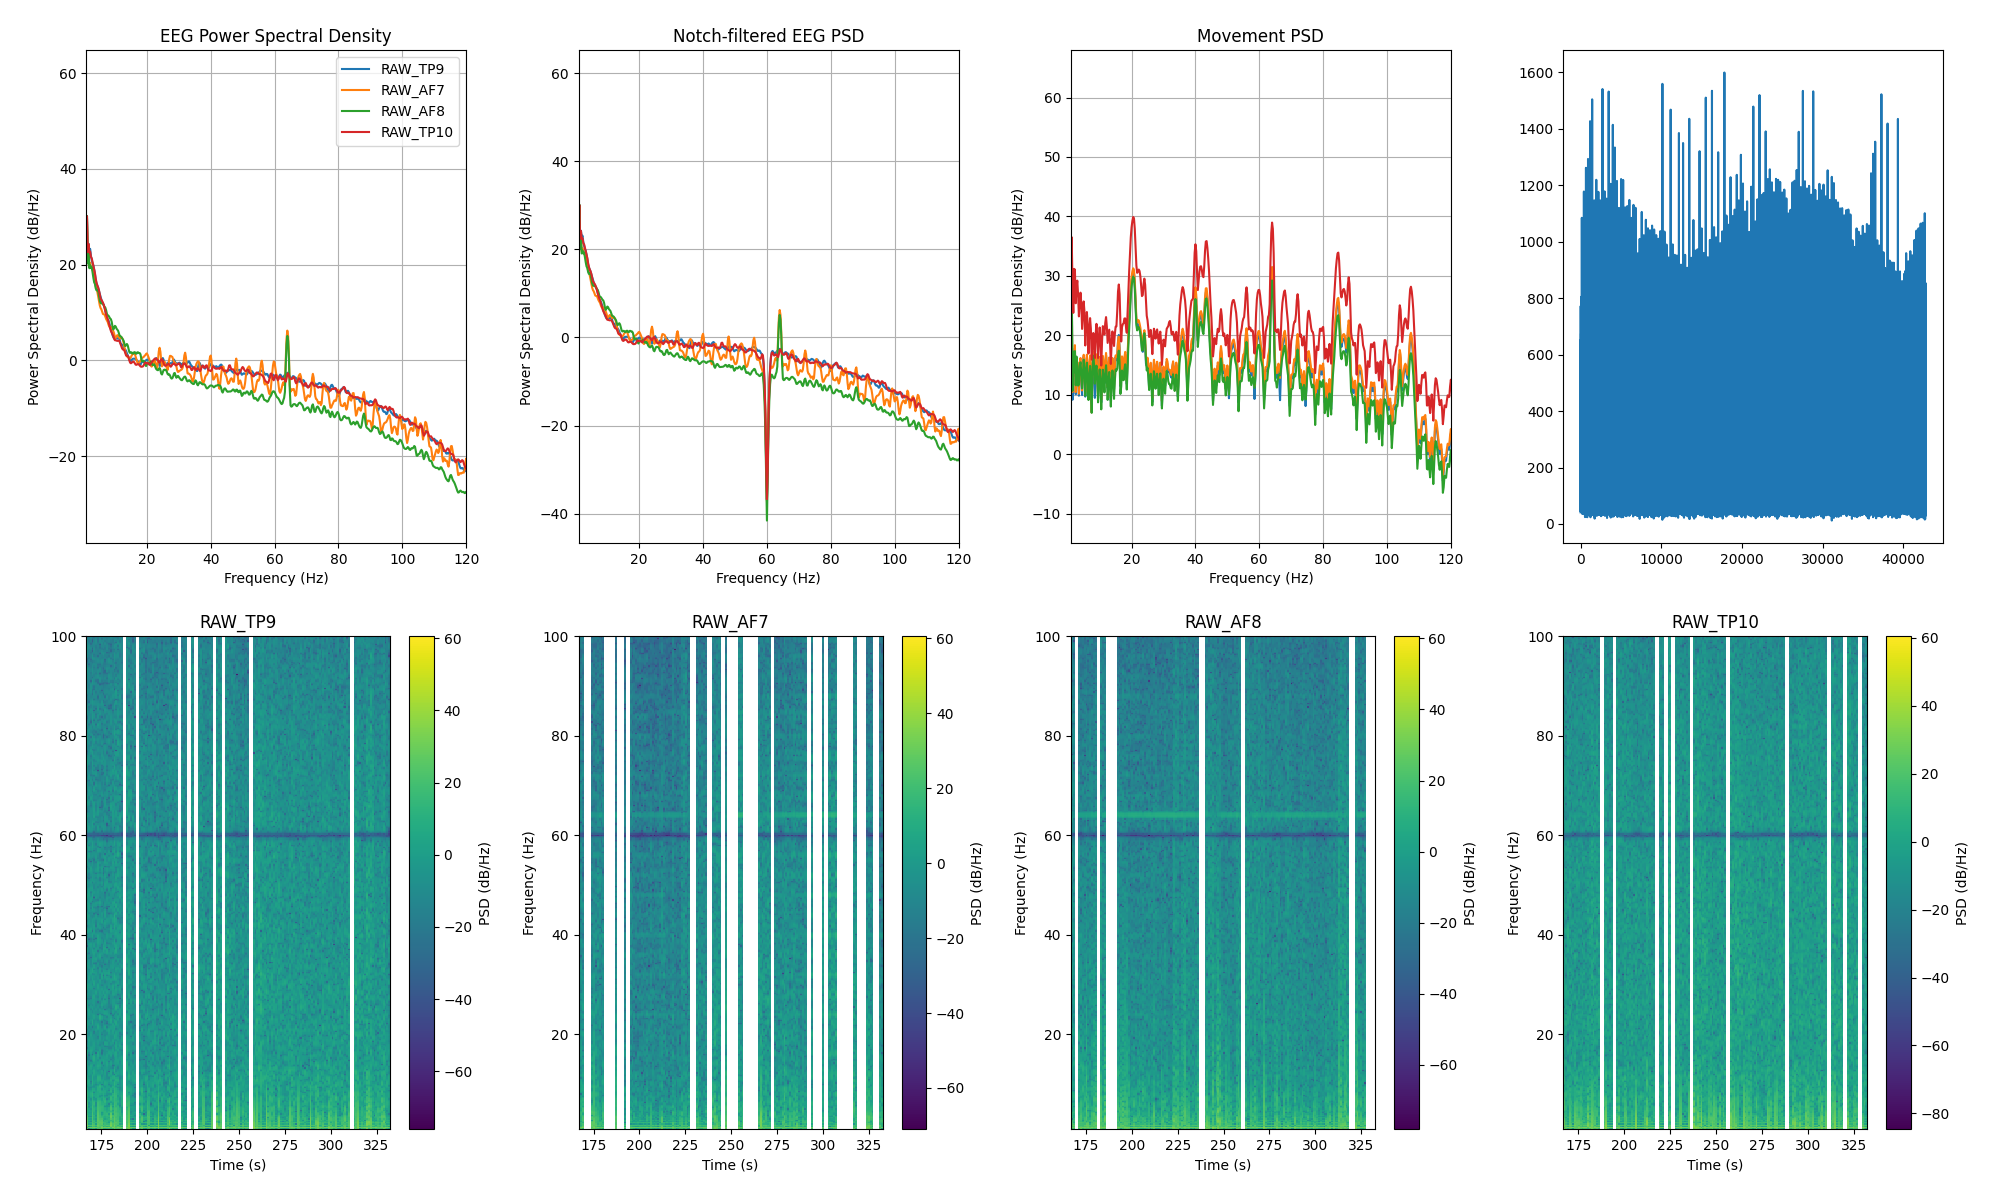 EEG Power Spectral Density
Power Spectral Density (dB/Hz)
60
40
20
0
−20
RAW_TP9
RAW_AF7
RAW_AF8
RAW_TP10
20 40 60 80 100 120
Frequency (Hz)
Notch-filtered EEG PSD
Power Spectral Density (dB/Hz)
60
40
20
0
−20
−40
20 40 60 80 100 120
Frequency (Hz)
Movement PSD
Power Spectral Density (dB/Hz)
60
50
40
30
20
10
0
−10
20 40 60 80 100 120
Frequency (Hz)
1600
1400
1200
1000
800
600
400
200
0
0 10000 20000 30000 40000
RAW_TP9
Frequency (Hz)
100
80
60
40
20
175 200 225 250 275 300 325
Time (s)
60
40
20
0
−20
−40
−60
PSD (dB/Hz)
RAW_AF7
Frequency (Hz)
100
80
60
40
20
175 200 225 250 275 300 325
Time (s)
60
40
20
0
−20
−40
−60
PSD (dB/Hz)
RAW_AF8
Frequency (Hz)
100
80
60
40
20
175 200 225 250 275 300 325
Time (s)
60
40
20
0
−20
−40
−60
PSD (dB/Hz)
RAW_TP10
Frequency (Hz)
100
80
60
40
20
175 200 225 250 275 300 325
Time (s)
60
40
20
0
−20
−40
−60
−80
PSD (dB/Hz)